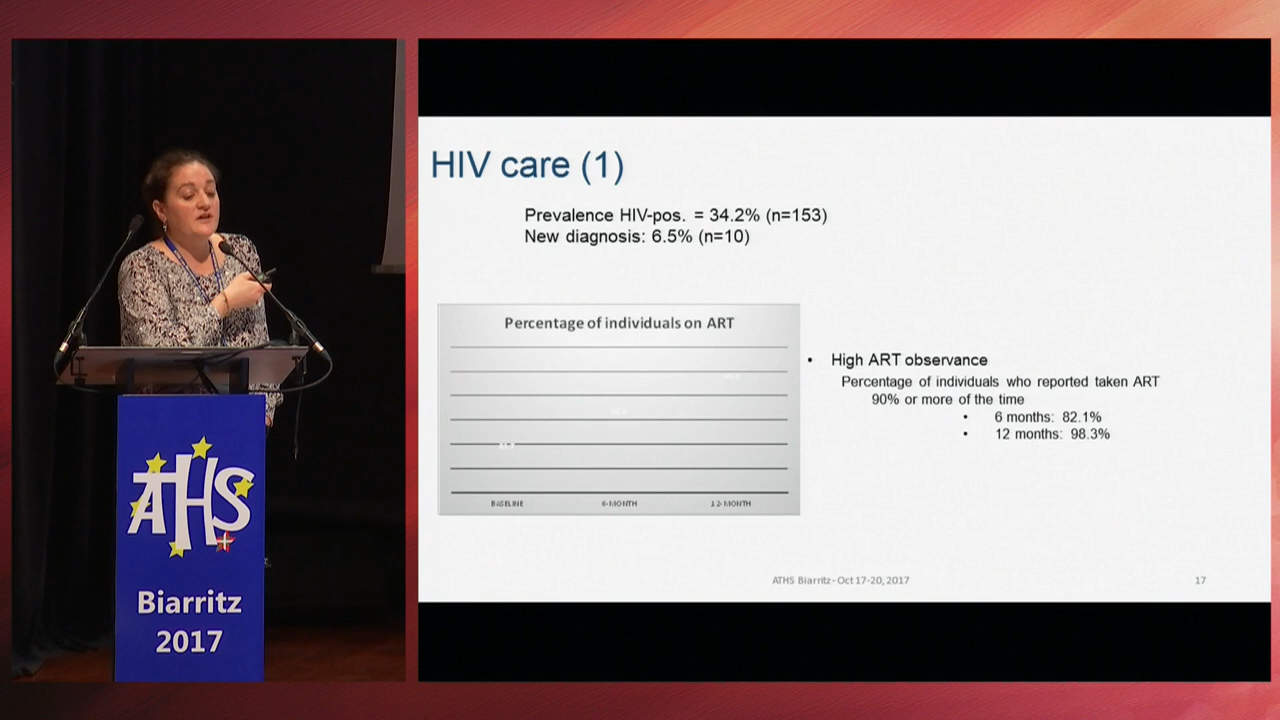 HIV care (1)
Prevalence HIV-pos. = 34.2% (n=153)
New diagnosis: 6.5% (n=10)
Percentage of individuals on ART
BASELINE
6-MONTH
12-MONTH
• High ART observance
Percentage of individuals who reported taken ART
90% or more of the time
• 6 months: 82.1%
• 12 months: 98.3%
ATHS Biarritz - Oct 17-20, 2017
17
ATHS
Biarritz
2017